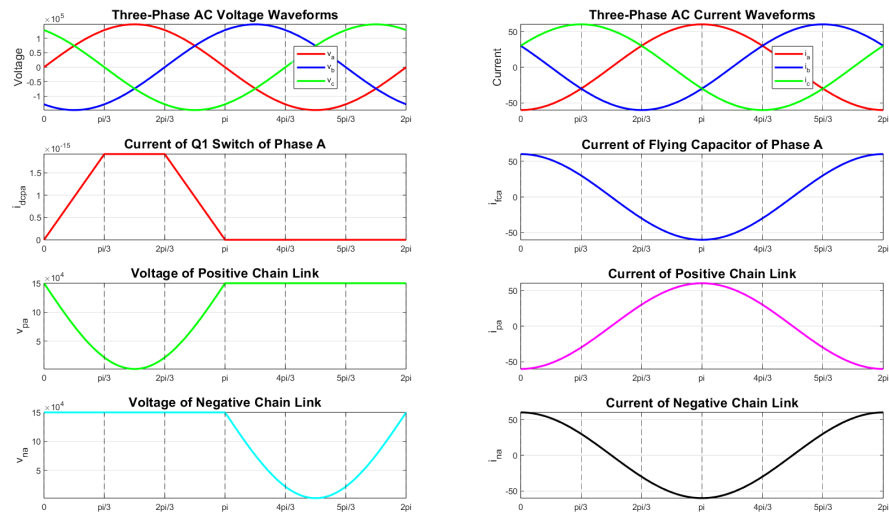 Three-Phase AC Voltage Waveforms
×10^5
Voltage
1
0.5
0
-0.5
-1
v_a
v_b
v_c
0 pi/3 2pi/3 pi 4pi/3 5pi/3 2pi
Three-Phase AC Current Waveforms
Current
50
0
-50
i_a
i_b
i_c
0 pi/3 2pi/3 pi 4pi/3 5pi/3 2pi
Current of Q1 Switch of Phase A
×10^-15
i_dcpa
1.5
1
0.5
0
0 pi/3 2pi/3 pi 4pi/3 5pi/3 2pi
Current of Flying Capacitor of Phase A
i_fca
50
0
-50
0 pi/3 2pi/3 pi 4pi/3 5pi/3 2pi
Voltage of Positive Chain Link
×10^4
v_pa
15
10
5
0 pi/3 2pi/3 pi 4pi/3 5pi/3 2pi
Current of Positive Chain Link
i_pa
50
0
-50
0 pi/3 2pi/3 pi 4pi/3 5pi/3 2pi
Voltage of Negative Chain Link
×10^4
v_na
15
10
5
0 pi/3 2pi/3 pi 4pi/3 5pi/3 2pi
Current of Negative Chain Link
i_na
50
0
-50
0 pi/3 2pi/3 pi 4pi/3 5pi/3 2pi